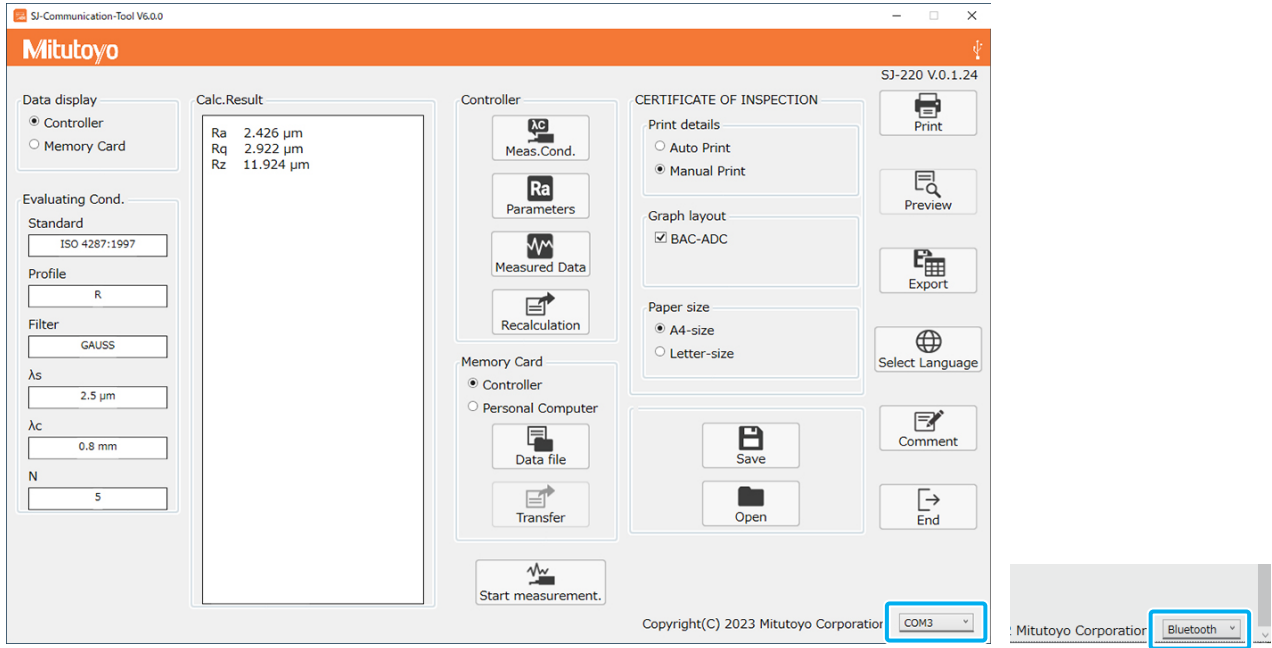 SJ-Communication-Tool V6.0.0
Mitutoyo
SJ-220 V.0.1.24
Data display
Controller
Memory Card
Evaluating Cond.
Standard
ISO 4287:1997
Profile
R
Filter
GAUSS
λs
2.5 μm
λc
0.8 mm
N
5
Calc.Result
Ra 2.426 μm
Rq 2.922 μm
Rz 11.924 μm
Controller
λC
Meas.Cond.
Ra
Parameters
Measured Data
Recalculation
Memory Card
Controller
Personal Computer
Data file
Transfer
Start measurement.
CERTIFICATE OF INSPECTION
Print details
Auto Print
Manual Print
Graph layout
BAC-ADC
Paper size
A4-size
Letter-size
Save
Open
Print
Preview
Export
Select Language
Comment
End
Copyright(C) 2023 Mitutoyo Corporation COM3
Mitutoyo Corporation Bluetooth